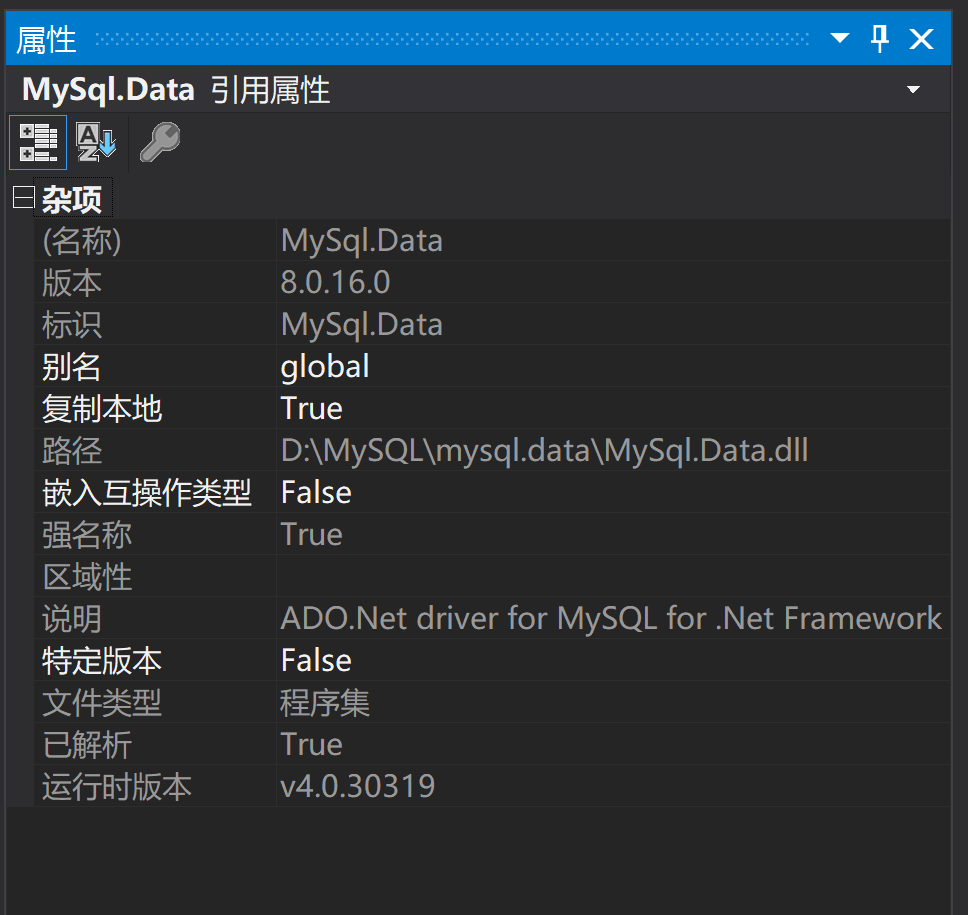 属性
MySql.Data 引用属性
杂项
(名称) MySql.Data
版本 8.0.16.0
标识 MySql.Data
别名 global
复制本地 True
路径 D:\MySQL\mysql.data\MySql.Data.dll
嵌入互操作类型 False
强名称 True
区域性
说明 ADO.Net driver for MySQL for .Net Framework
特定版本 False
文件类型 程序集
已解析 True
运行时版本 v4.0.30319